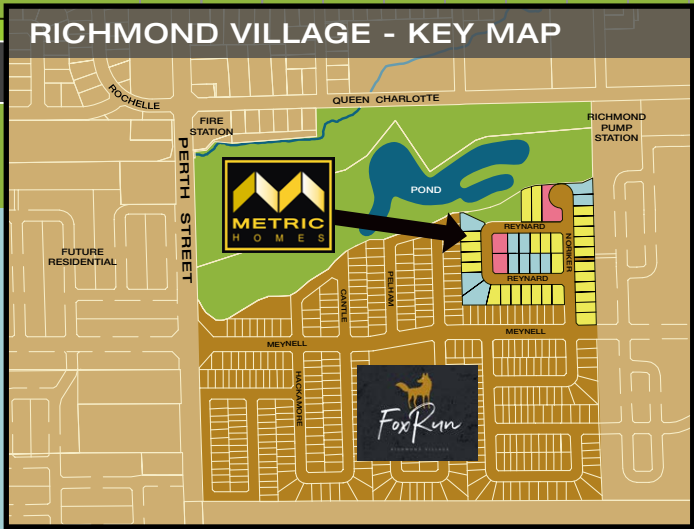 RICHMOND VILLAGE - KEY MAP
ROCHELLE
QUEEN CHARLOTTE
FIRE
STATION
RICHMOND
PUMP
STATION
PERTH STREET
POND
METRIC
HOMES
REYNARD
NORIKER
FUTURE
RESIDENTIAL
REYNARD
PELHAM
CANTLE
MEYNELL
MEYNELL
HACKAMORE
FoxRun
RICHMOND VILLAGE